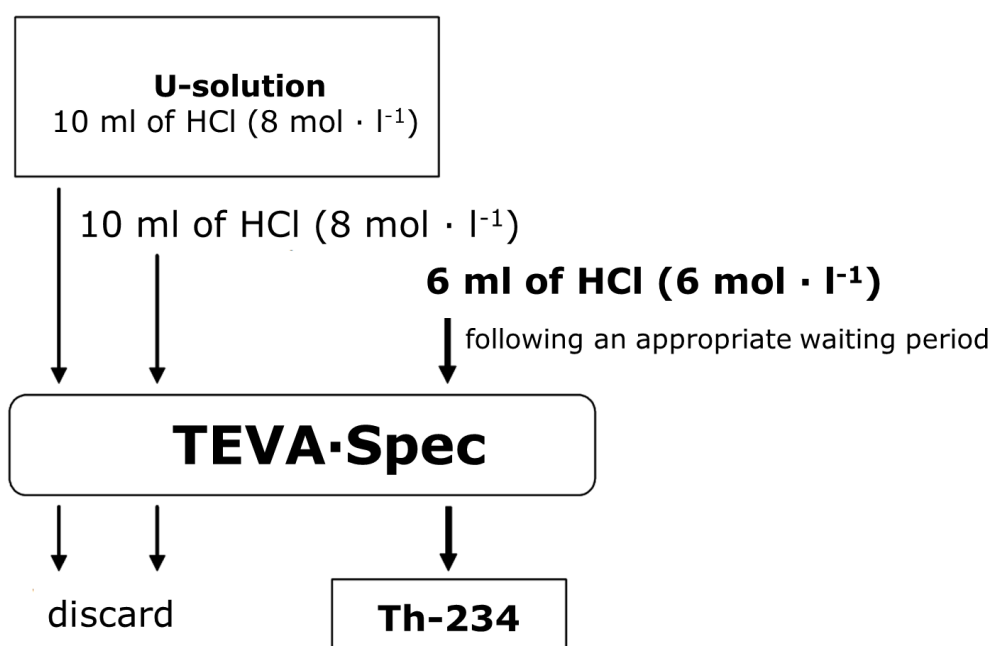 U-solution
10 ml of HCl (8 mol · l⁻¹)
10 ml of HCl (8 mol · l⁻¹)
6 ml of HCl (6 mol · l⁻¹)
following an appropriate waiting period
TEVA·Spec
discard
Th-234